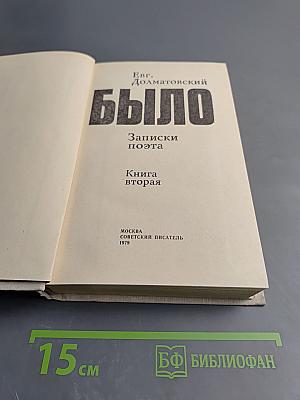 Евг.
Долматовский
БЫЛО
Записки
поэта
Книга
вторая
МОСКВА
СОВЕТСКИЙ ПИСАТЕЛЬ
1979
15 см
БФ БИБЛИОФАН